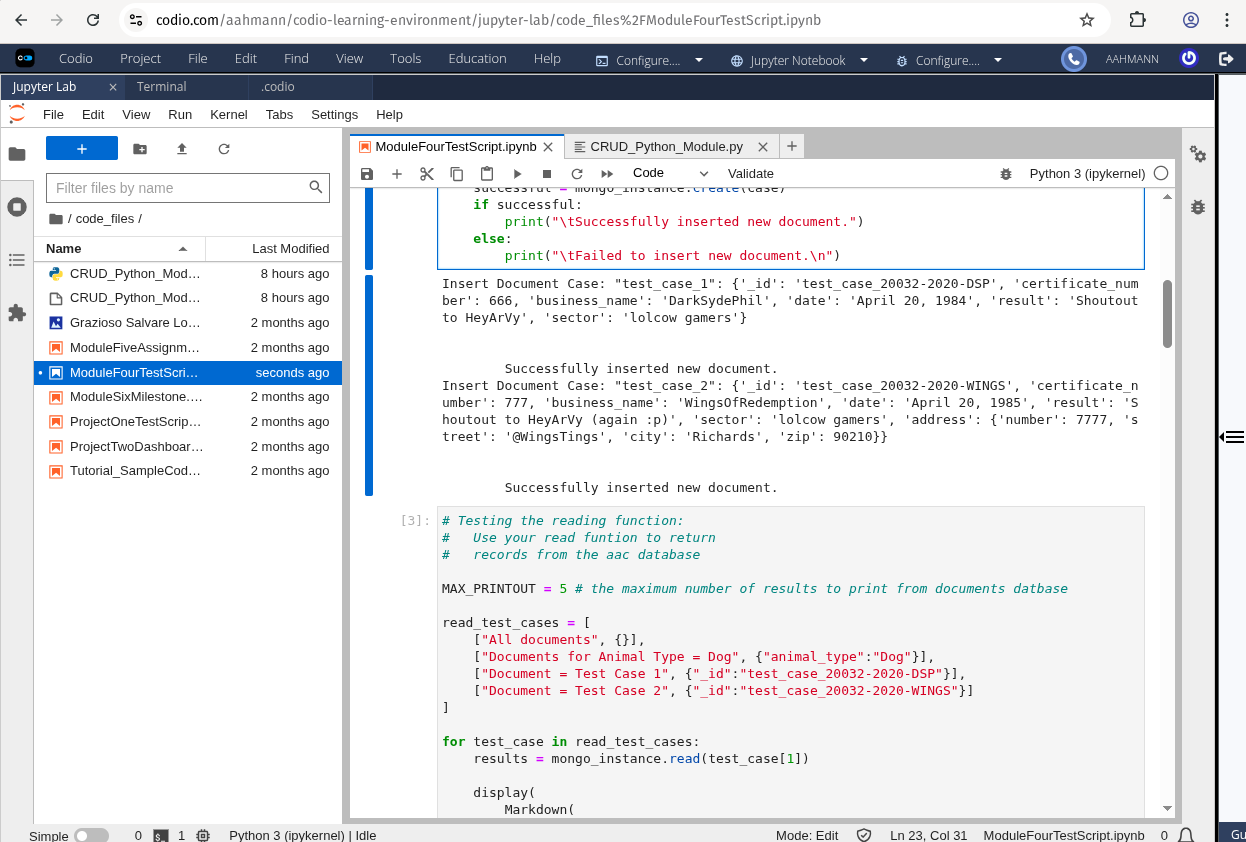 codio.com/aahmann/codio-learning-environment/jupyter-lab/code_files%2FModuleFourTestScript.ipynb
Codio Project File Edit Find View Tools Education Help Configure.... Jupyter Notebook Configure.... AAHMANN
Jupyter Lab Terminal .codio
File Edit View Run Kernel Tabs Settings Help
ModuleFourTestScript.ipynb CRUD_Python_Module.py
Code Validate Python 3 (ipykernel)
Filter files by name
/ code_files /
Name Last Modified
CRUD_Python_Mod… 8 hours ago
CRUD_Python_Mod… 8 hours ago
Grazioso Salvare Lo… 2 months ago
ModuleFiveAssignm… 2 months ago
ModuleFourTestScri… seconds ago
ModuleSixMilestone.… 2 months ago
ProjectOneTestScrip… 2 months ago
ProjectTwoDashboar… 2 months ago
Tutorial_SampleCod… 2 months ago
successful = mongo_instance.create(case)
if successful:
print("\tSuccessfully inserted new document.")
else:
print("\tFailed to insert new document.\n")
Insert Document Case: "test_case_1": {'_id': 'test_case_20032-2020-DSP', 'certificate_num
ber': 666, 'business_name': 'DarkSydePhil', 'date': 'April 20, 1984', 'result': 'Shoutout
to HeyArVy', 'sector': 'lolcow gamers'}
Successfully inserted new document.
Insert Document Case: "test_case_2": {'_id': 'test_case_20032-2020-WINGS', 'certificate_n
umber': 777, 'business_name': 'WingsOfRedemption', 'date': 'April 20, 1985', 'result': 'S
houtout to HeyArVy (again :p)', 'sector': 'lolcow gamers', 'address': {'number': 7777, 's
treet': '@WingsTings', 'city': 'Richards', 'zip': 90210}}
Successfully inserted new document.
[3]:
# Testing the reading function:
#   Use your read funtion to return
#   records from the aac database
MAX_PRINTOUT = 5 # the maximum number of results to print from documents datbase
read_test_cases = [
["All documents", {}],
["Documents for Animal Type = Dog", {"animal_type":"Dog"}],
["Document = Test Case 1", {"_id":"test_case_20032-2020-DSP"}],
["Document = Test Case 2", {"_id":"test_case_20032-2020-WINGS"}]
]
for test_case in read_test_cases:
results = mongo_instance.read(test_case[1])
display(
Markdown(
Simple 0 1 Python 3 (ipykernel) | Idle Mode: Edit Ln 23, Col 31 ModuleFourTestScript.ipynb 0
Gu